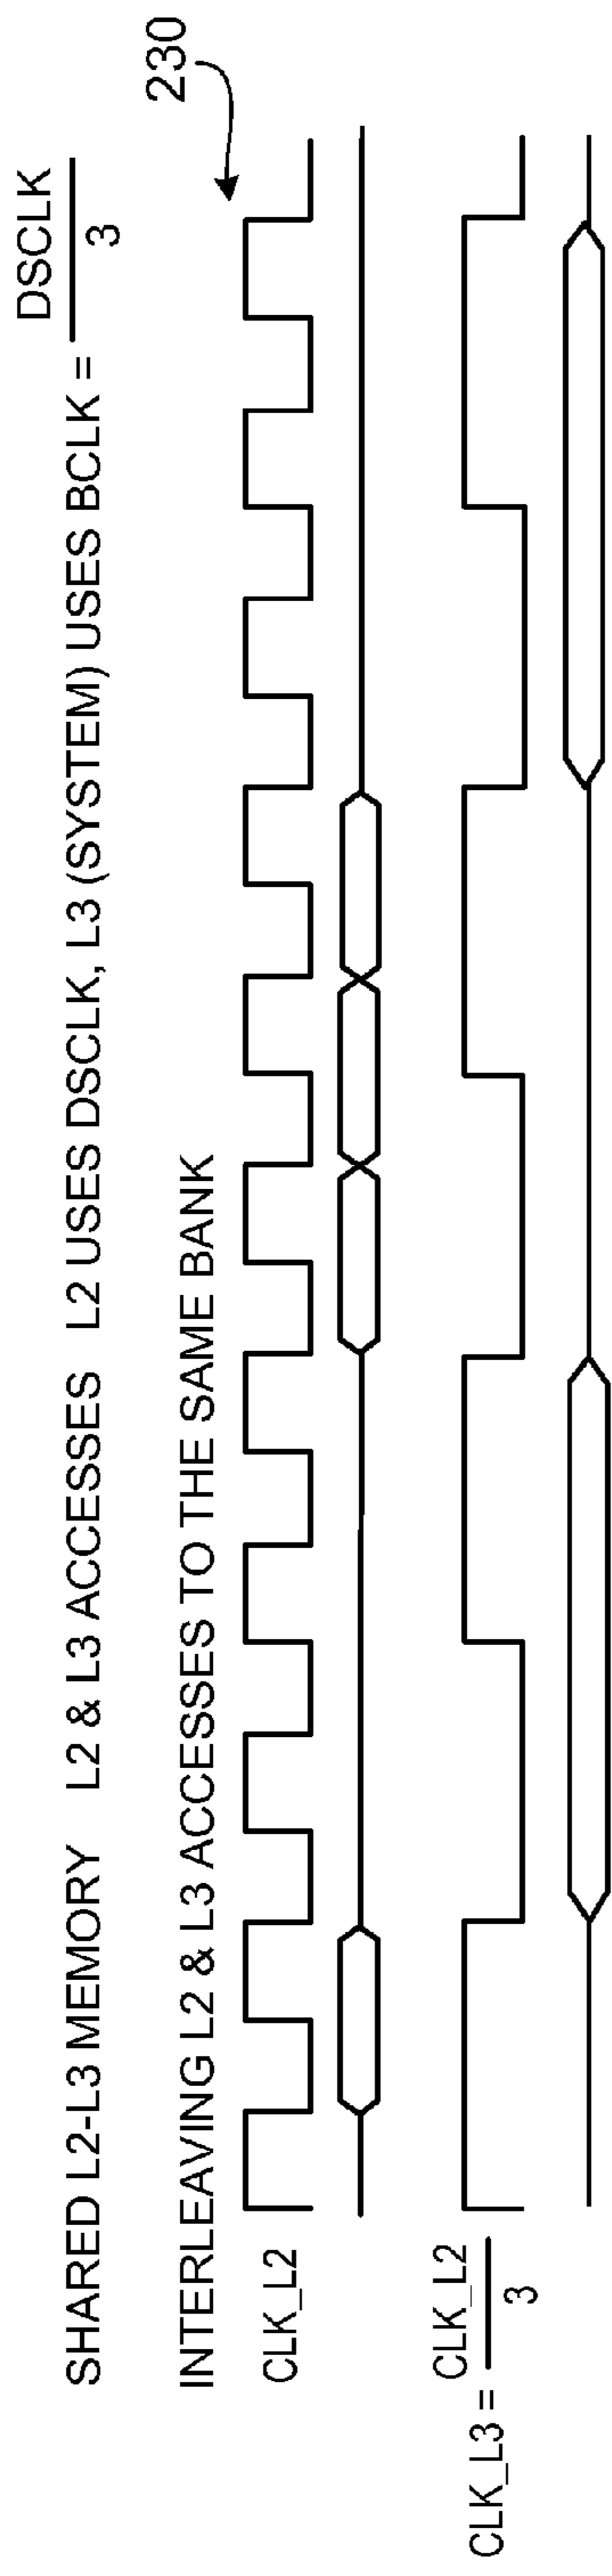 SHARED L2-L3 MEMORY L2 & L3 ACCESSES L2 USES DSCLK, L3 (SYSTEM) USES BCLK = DSCLK
3
230
INTERLEAVING L2 & L3 ACCESSES TO THE SAME BANK
CLK_L2
CLK_L3 = CLK_L2
3